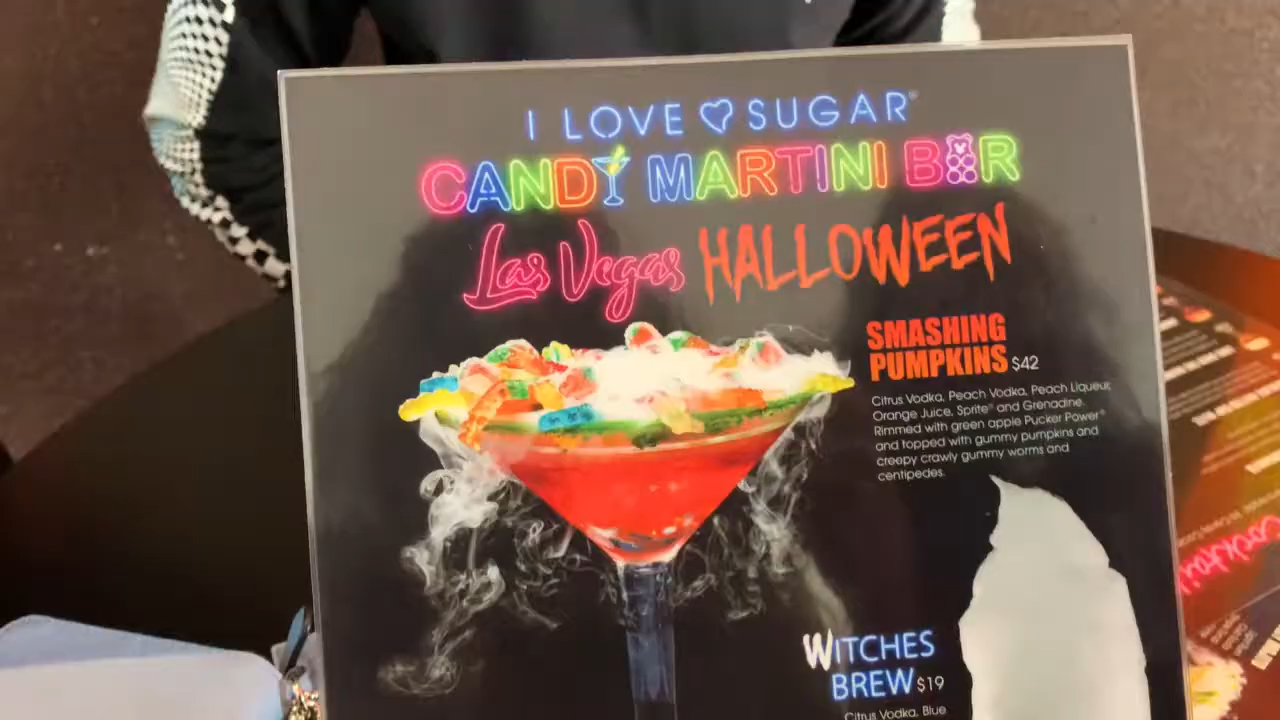 I LOVE SUGAR®
CANDY MARTINI BAR
Las Vegas HALLOWEEN
SMASHING
PUMPKINS $42
Citrus Vodka, Peach Vodka, Peach Liqueur,
Orange Juice, Sprite® and Grenadine.
Rimmed with green apple Pucker Power®
and topped with gummy pumpkins and
creepy crawly gummy worms and
centipedes.
WITCHES
BREW $19
Citrus Vodka, Blue